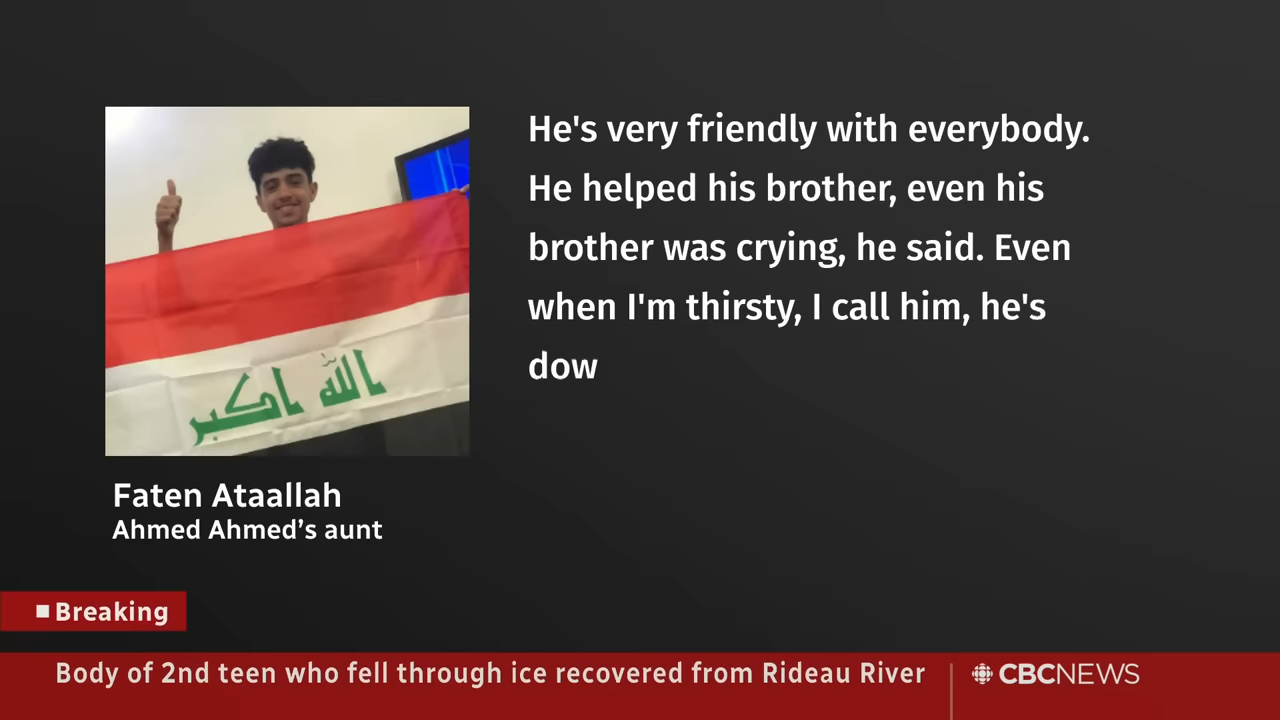 He's very friendly with everybody.
He helped his brother, even his
brother was crying, he said. Even
when I'm thirsty, I call him, he's
dow
الله اكبر
Faten Ataallah
Ahmed Ahmed’s aunt
Breaking
Body of 2nd teen who fell through ice recovered from Rideau River
CBCNEWS